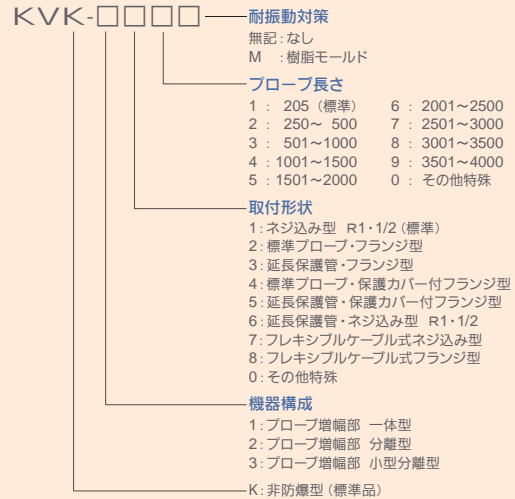 KVK-□□□□
耐振動対策
無記:なし
M :樹脂モールド
プローブ長さ
1 : 205(標準) 6 : 2001~2500
2 : 250~ 500 7 : 2501~3000
3 : 501~1000 8 : 3001~3500
4 : 1001~1500 9 : 3501~4000
5 : 1501~2000 0 : その他特殊
取付形状
1:ネジ込み型 R1・1/2(標準)
2:標準プローブ・フランジ型
3:延長保護管・フランジ型
4:標準プローブ・保護カバー付フランジ型
5:延長保護管・保護カバー付フランジ型
6:延長保護管・ネジ込み型 R1・1/2
7:フレキシブルケーブル式ネジ込み型
8:フレキシブルケーブル式フランジ型
0:その他特殊
機器構成
1:プローブ増幅部 一体型
2:プローブ増幅部 分離型
3:プローブ増幅部 小型分離型
K:非防爆型(標準品)